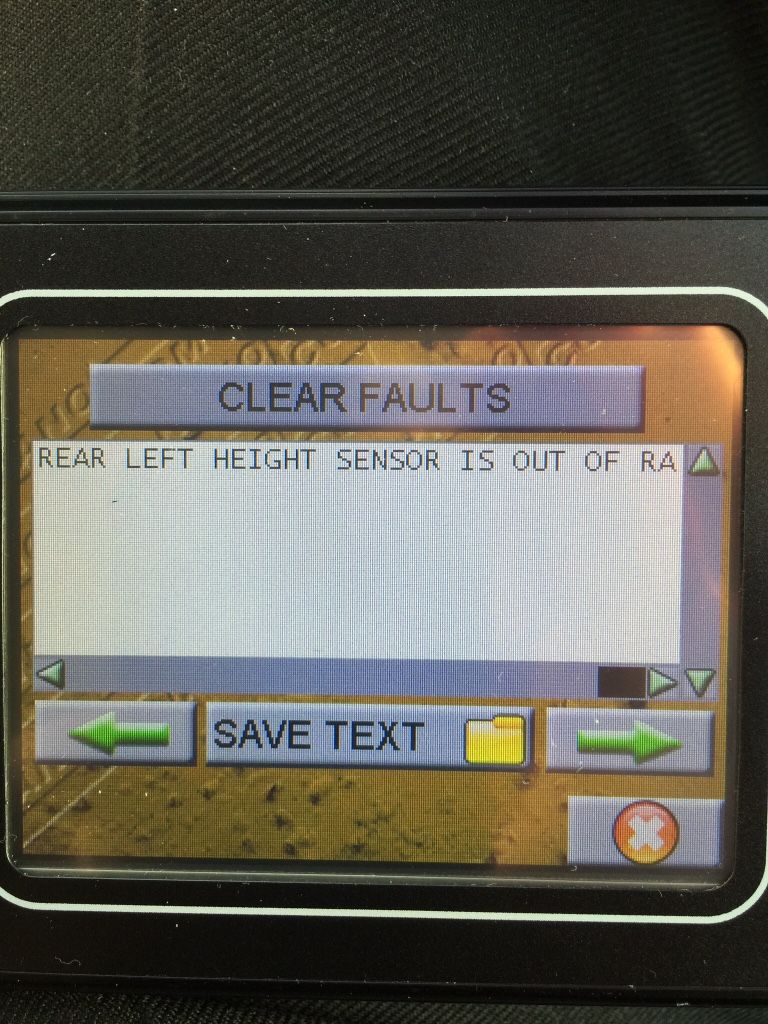 CLEAR FAULTS
REAR LEFT HEIGHT SENSOR IS OUT OF RA
SAVE TEXT